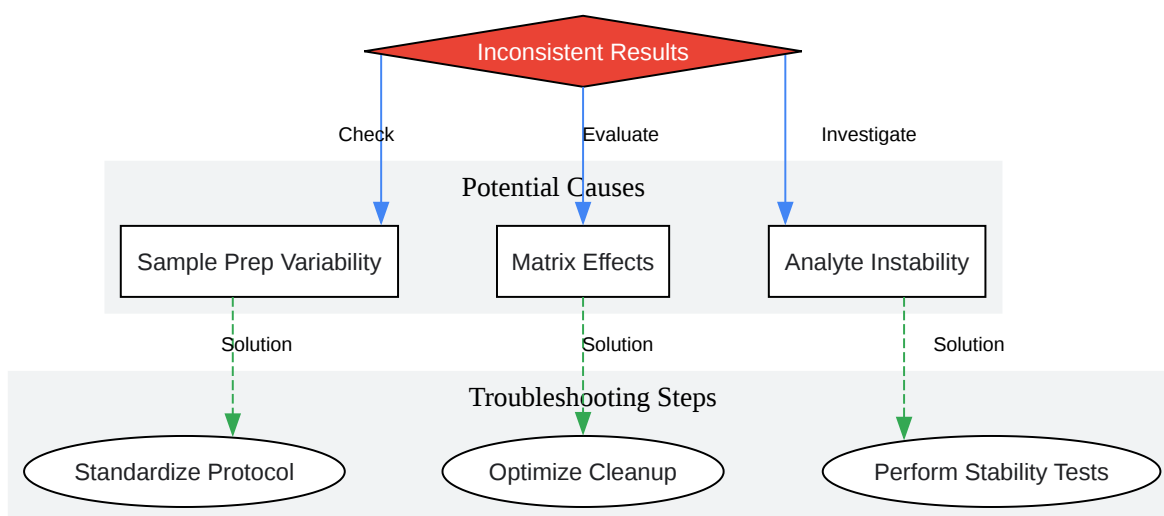 Inconsistent Results
Check
Evaluate
Investigate
Potential Causes
Sample Prep Variability
Matrix Effects
Analyte Instability
Solution
Solution
Solution
Troubleshooting Steps
Standardize Protocol
Optimize Cleanup
Perform Stability Tests